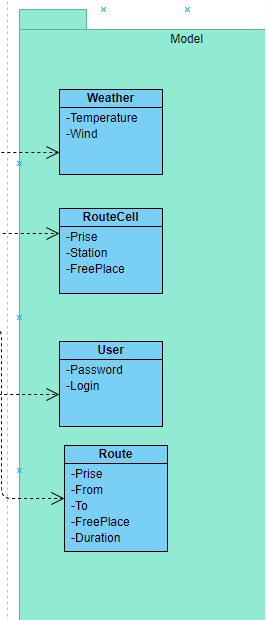 Model
Weather
-Temperature
-Wind
RouteCell
-Prise
-Station
-FreePlace
User
-Password
-Login
Route
-Prise
-From
-To
-FreePlace
-Duration